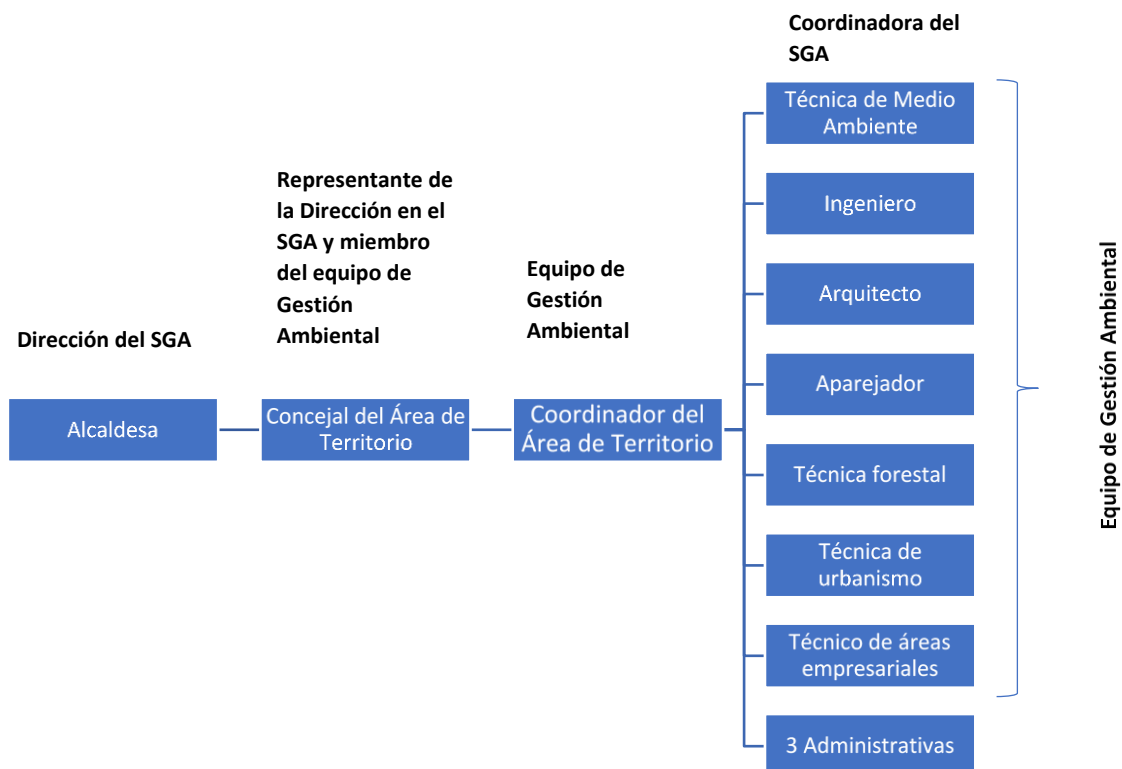 Coordinadora del
SGA
Técnica de Medio
Ambiente
Representante de
la Dirección en el
SGA y miembro
del equipo de
Gestión
Ambiental
Ingeniero
Equipo de
Gestión
Ambiental
Arquitecto
Dirección del SGA
Aparejador
Alcaldesa
Concejal del Área de
Territorio
Coordinador del
Área de Territorio
Técnica forestal
Técnica de
urbanismo
Técnico de áreas
empresariales
3 Administrativas
Equipo de Gestión Ambiental